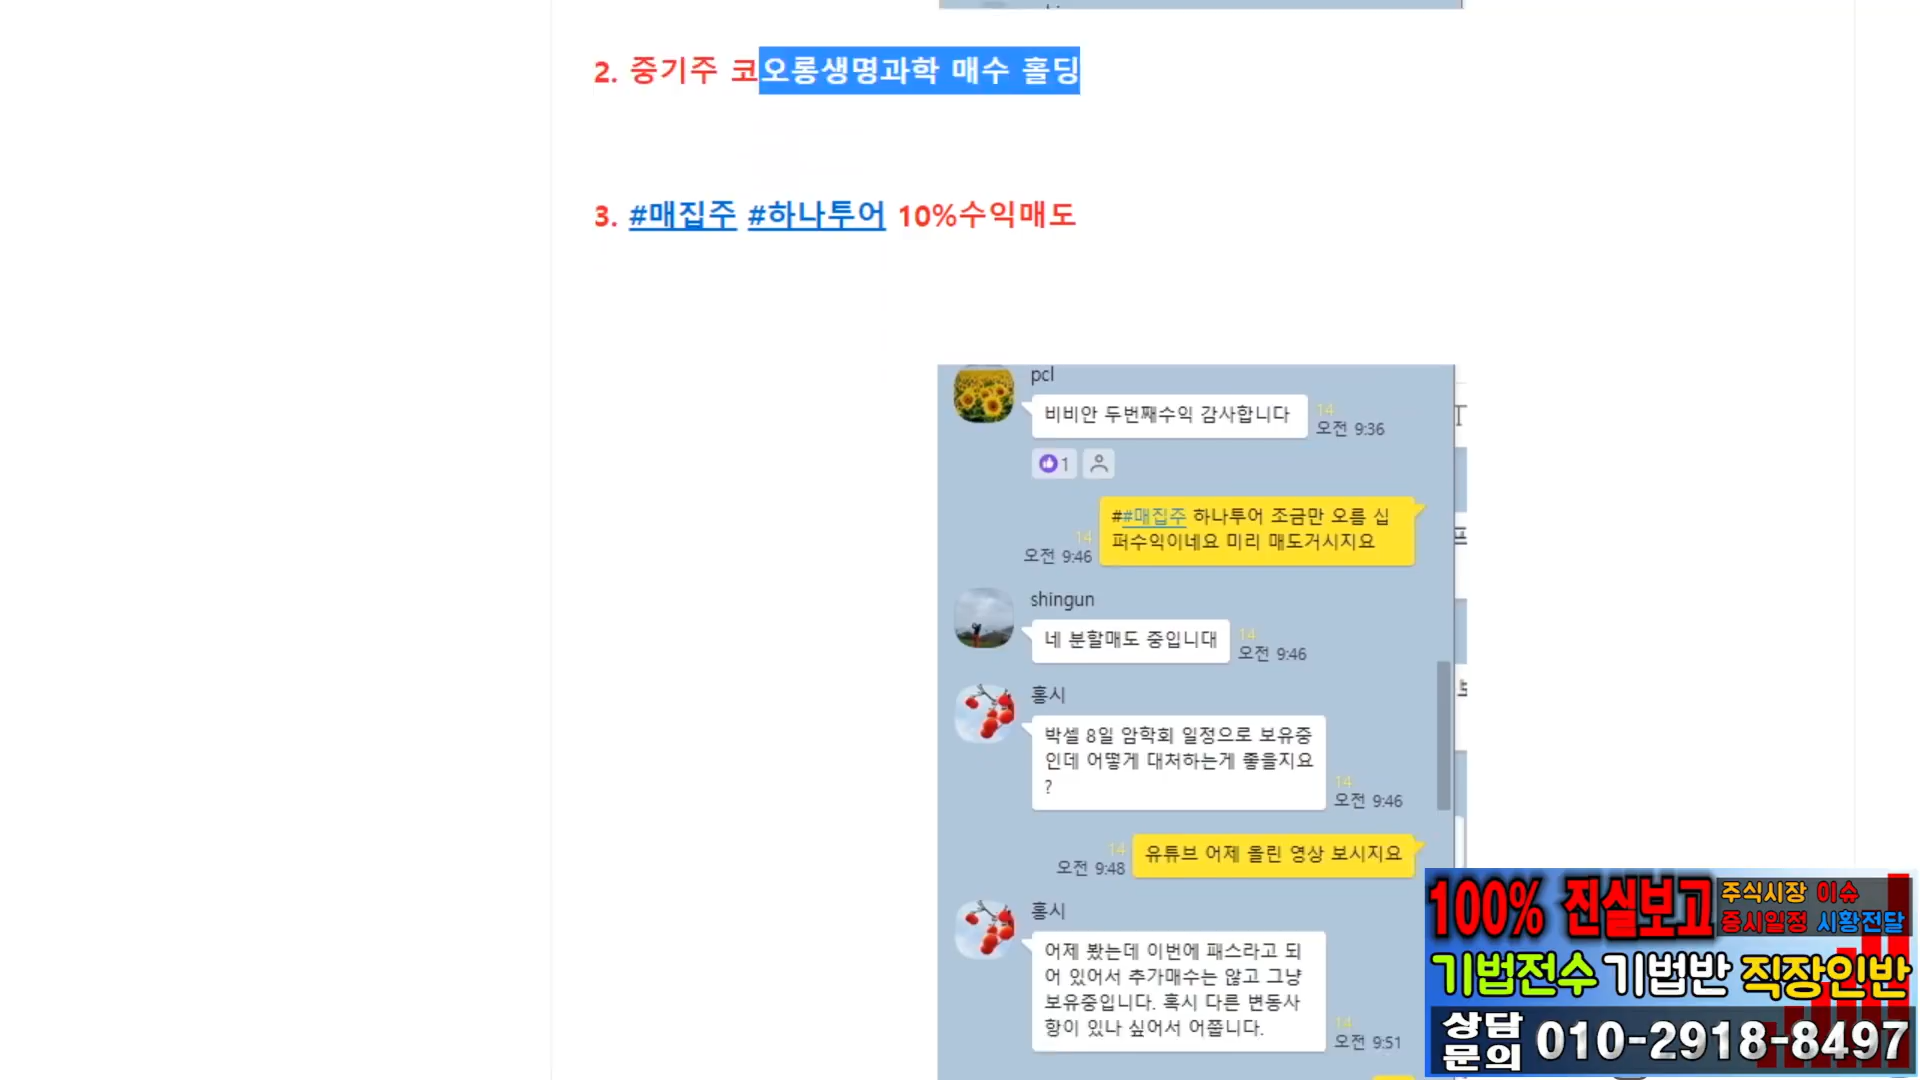 2. 중기주 코오롱생명과학 매수 홀딩
3. #매집주 #하나투어 10%수익매도
pcl
비비안 두번째수익 감사합니다
14
오전 9:36
1
##매집주 하나투어 조금만 오름 십
퍼수익이네요 미리 매도거시지요
14
오전 9:46
shingun
네 분할매도 중입니대
14
오전 9:46
홍시
박셀 8일 암학회 일정으로 보유중
인데 어떻게 대처하는게 좋을지요
?
14
오전 9:46
유튜브 어제 올린 영상 보시지요
14
오전 9:48
홍시
어제 봤는데 이번에 패스라고 되
어 있어서 추가매수는 않고 그냥
보유중입니다. 혹시 다른 변동사
항이 있나 싶어서 어쭙니다.
14
오전 9:51
100% 진실보고
주식시장 이슈
증시일정 시황전달
기법전수 기법반 직장인반
상담
문의
010-2918-8497